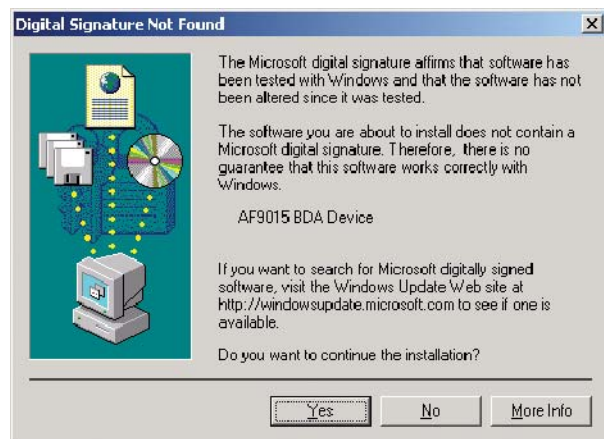 Digital Signature Not Found
The Microsoft digital signature affirms that software has
been tested with Windows and that the software has not
been altered since it was tested.
The software you are about to install does not contain a
Microsoft digital signature. Therefore, there is no
guarantee that this software works correctly with
Windows.
AF9015 BDA Device
If you want to search for Microsoft digitally signed
software, visit the Windows Update Web site at
http://windowsupdate.microsoft.com to see if one is
available.
Do you want to continue the installation?
Yes No More Info